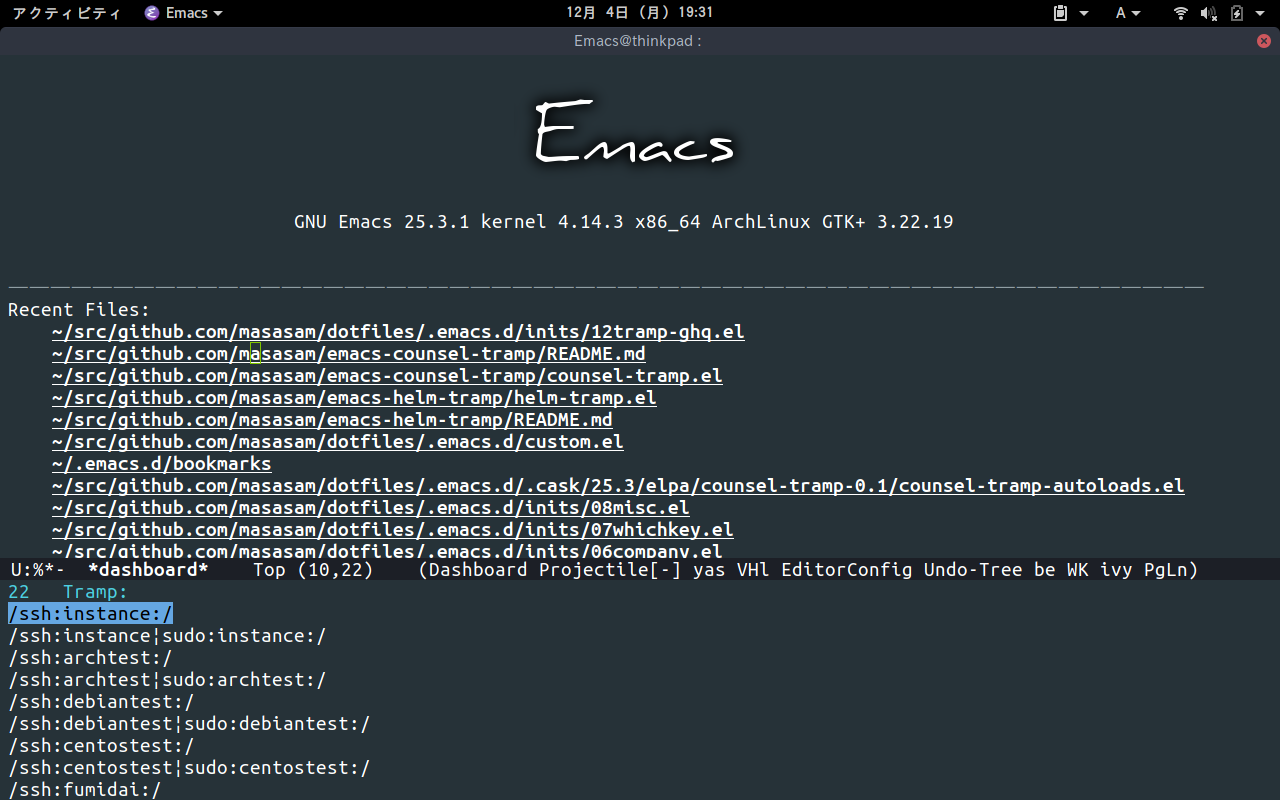 アクティビティ Emacs 12月 4日 (月) 19:31 A
Emacs@thinkpad :
Emacs
GNU Emacs 25.3.1 kernel 4.14.3 x86_64 ArchLinux GTK+ 3.22.19
Recent Files:
~/src/github.com/masasam/dotfiles/.emacs.d/inits/12tramp-ghq.el
~/src/github.com/masasam/emacs-counsel-tramp/README.md
~/src/github.com/masasam/emacs-counsel-tramp/counsel-tramp.el
~/src/github.com/masasam/emacs-helm-tramp/helm-tramp.el
~/src/github.com/masasam/emacs-helm-tramp/README.md
~/src/github.com/masasam/dotfiles/.emacs.d/custom.el
~/.emacs.d/bookmarks
~/src/github.com/masasam/dotfiles/.emacs.d/.cask/25.3/elpa/counsel-tramp-0.1/counsel-tramp-autoloads.el
~/src/github.com/masasam/dotfiles/.emacs.d/inits/08misc.el
~/src/github.com/masasam/dotfiles/.emacs.d/inits/07whichkey.el
~/src/github.com/masasam/dotfiles/.emacs.d/inits/06company.el
U:%*- *dashboard* Top (10,22) (Dashboard Projectile[-] yas VHl EditorConfig Undo-Tree be WK ivy PgLn)
22 Tramp:
/ssh:instance:/
/ssh:instance¦sudo:instance:/
/ssh:archtest:/
/ssh:archtest¦sudo:archtest:/
/ssh:debiantest:/
/ssh:debiantest¦sudo:debiantest:/
/ssh:centostest:/
/ssh:centostest¦sudo:centostest:/
/ssh:fumidai:/